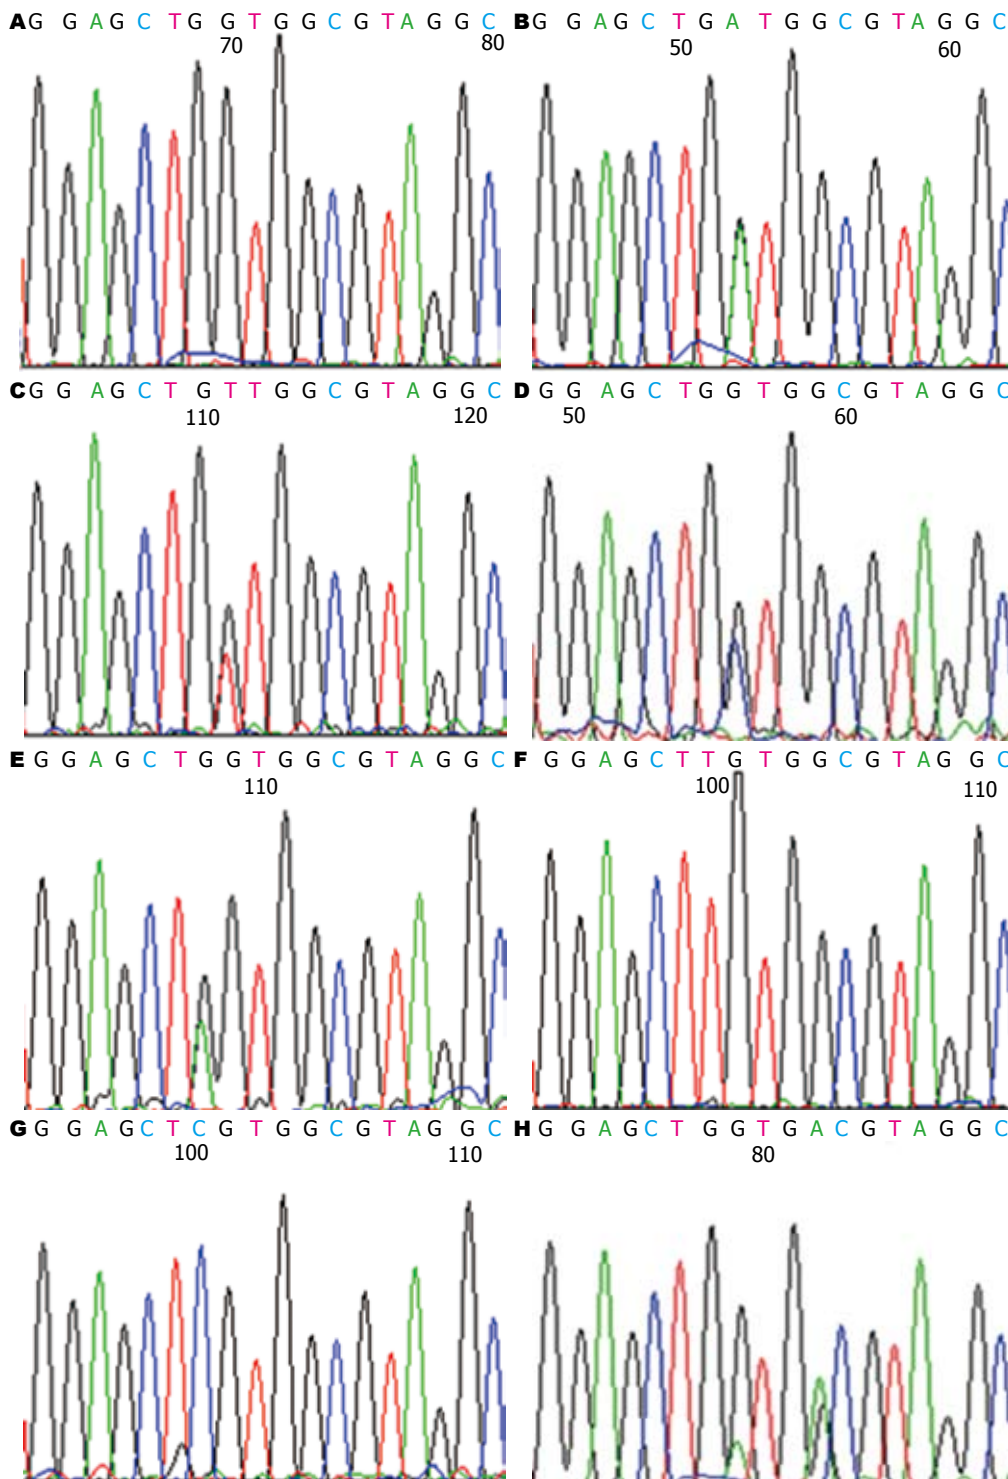 A G G A G C T G G T G G C G T A G G C
70 80
B G G A G C T G A T G G C G T A G G C
50 60
C G G A G C T G T T G G C G T A G G C
110 120
D G G A G C T G G T G G C G T A G G C
50 60
E G G A G C T G G T G G C G T A G G C
110
F G G A G C T T G T G G C G T A G G C
100 110
G G G A G C T C G T G G C G T A G G C
100 110
H G G A G C T G G T G A C G T A G G C
80